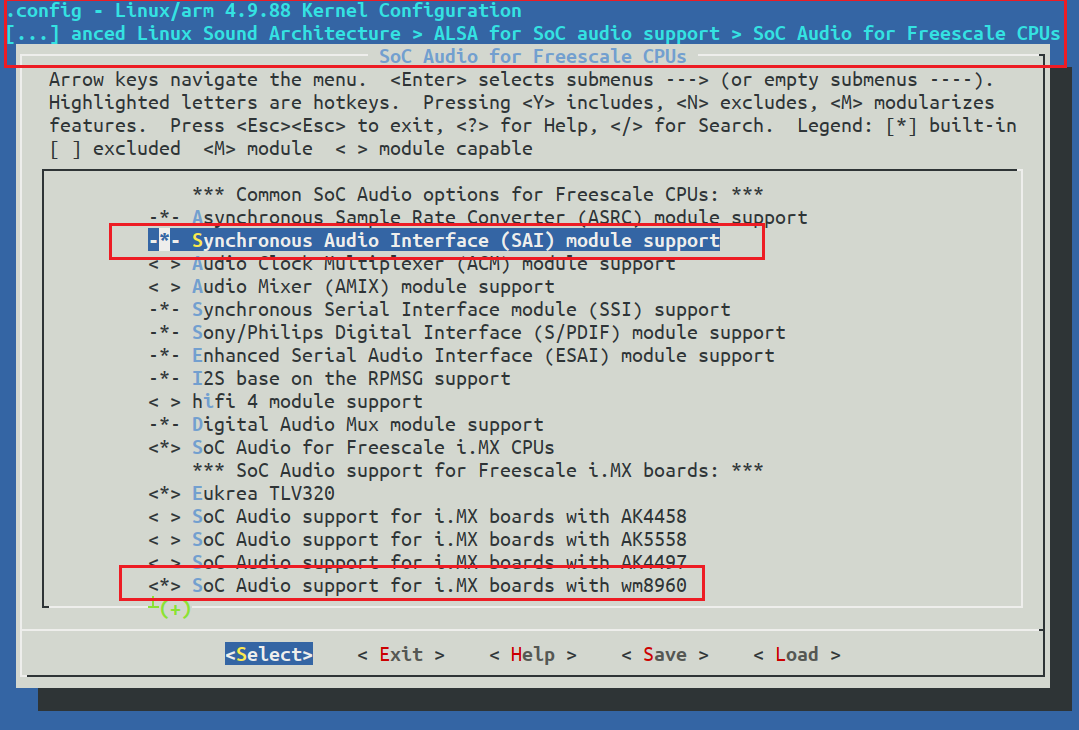 .config - Linux/arm 4.9.88 Kernel Configuration
[...] anced Linux Sound Architecture > ALSA for SoC audio support > SoC Audio for Freescale CPUs
SoC Audio for Freescale CPUs
Arrow keys navigate the menu.  <Enter> selects submenus ---> (or empty submenus ----).
Highlighted letters are hotkeys.  Pressing <Y> includes, <N> excludes, <M> modularizes
features.  Press <Esc><Esc> to exit, <?> for Help, </> for Search.  Legend: [*] built-in
[ ] excluded  <M> module  < > module capable
*** Common SoC Audio options for Freescale CPUs: ***
-*- Asynchronous Sample Rate Converter (ASRC) module support
-*- Synchronous Audio Interface (SAI) module support
< > Audio Clock Multiplexer (ACM) module support
< > Audio Mixer (AMIX) module support
-*- Synchronous Serial Interface module (SSI) support
-*- Sony/Philips Digital Interface (S/PDIF) module support
-*- Enhanced Serial Audio Interface (ESAI) module support
-*- I2S base on the RPMSG support
< > hifi 4 module support
-*- Digital Audio Mux module support
<*> SoC Audio for Freescale i.MX CPUs
*** SoC Audio support for Freescale i.MX boards: ***
<*> Eukrea TLV320
< > SoC Audio support for i.MX boards with AK4458
< > SoC Audio support for i.MX boards with AK5558
< > SoC Audio support for i.MX boards with AK4497
<*> SoC Audio support for i.MX boards with wm8960
┴(+)
<Select>    < Exit >    < Help >    < Save >    < Load >